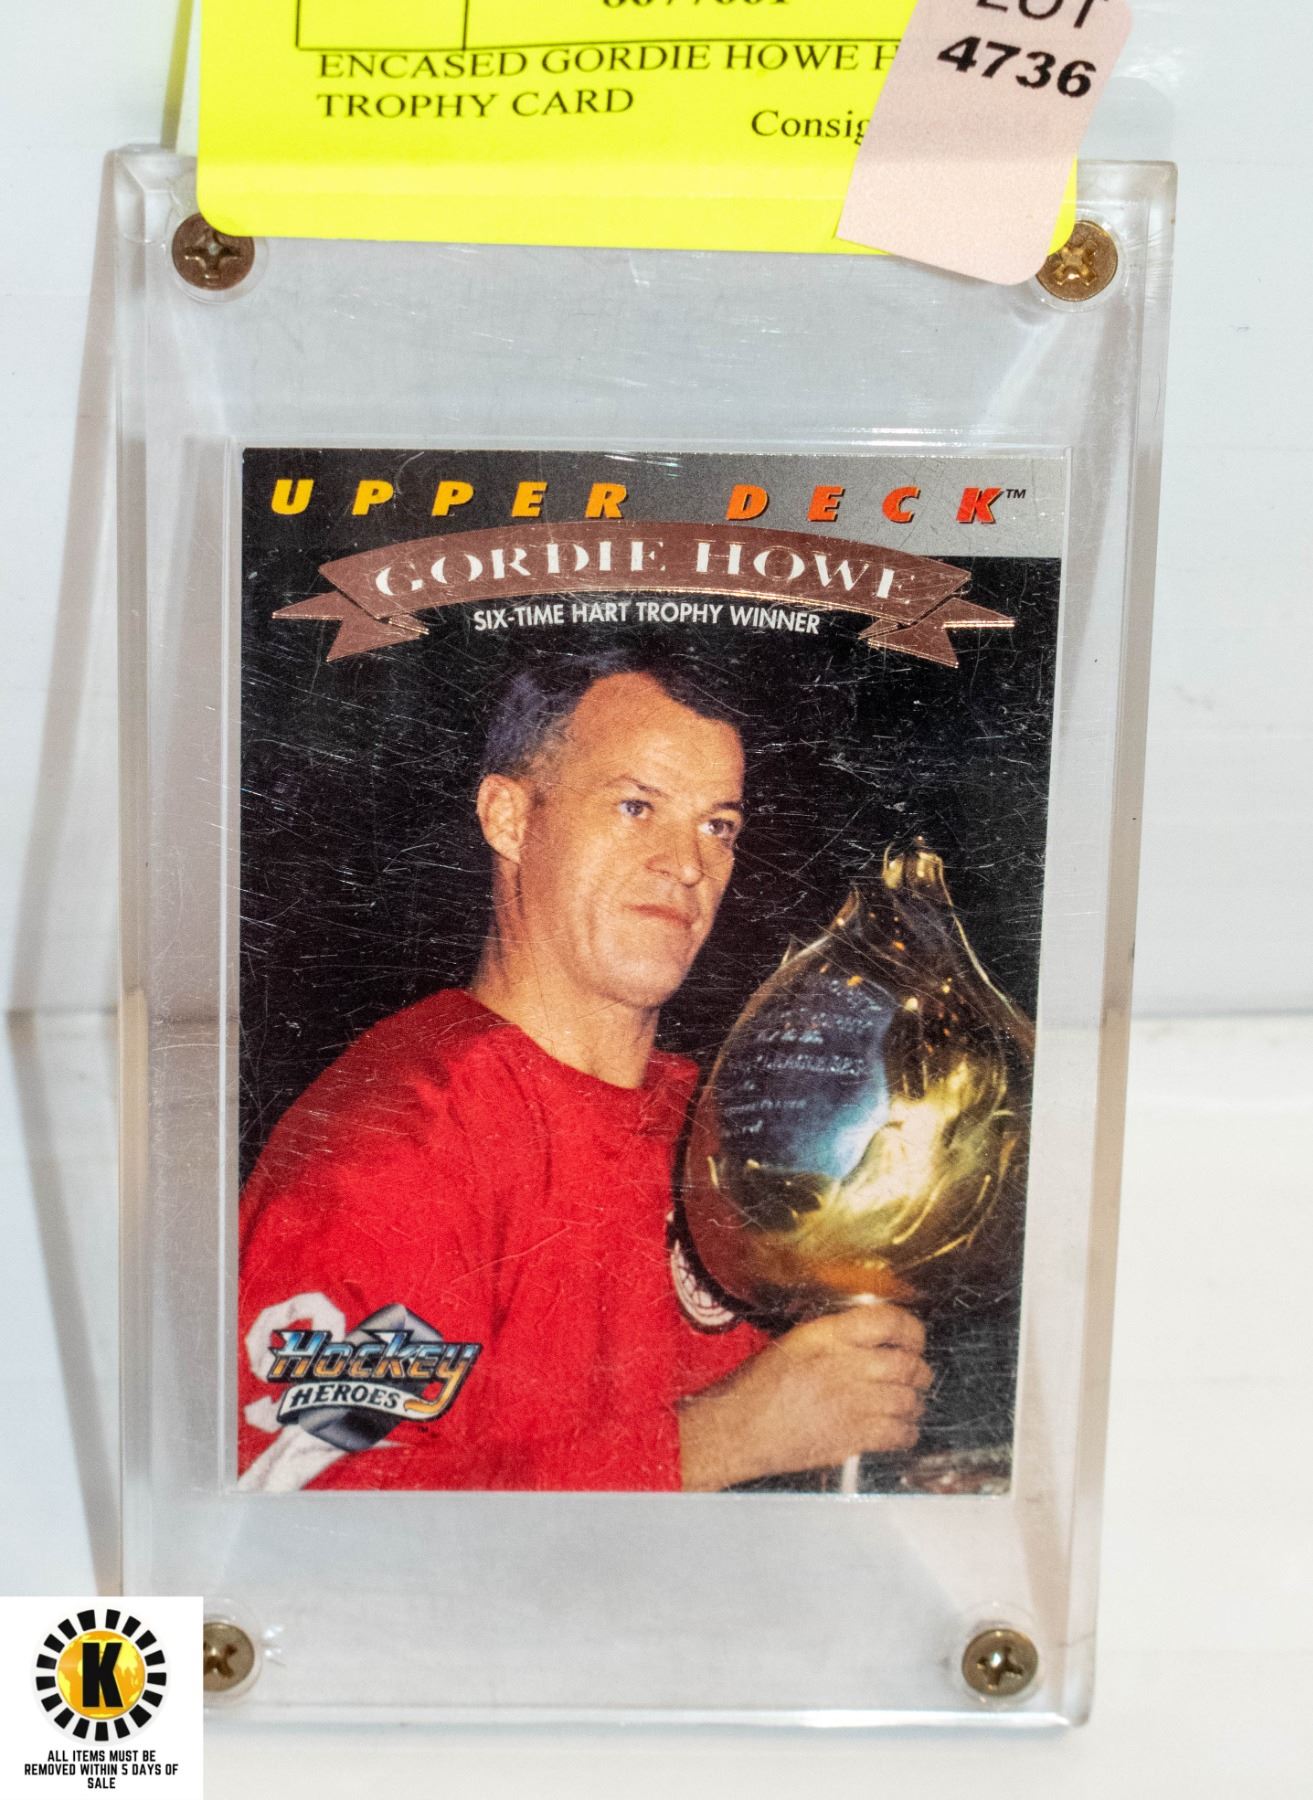 ENCASED GORDIE HOWE
TROPHY CARD
LOT
4736
UPPER DECK™
GORDIE HOWE
SIX-TIME HART TROPHY WINNER
Hockey
HEROES
K
ALL ITEMS MUST BE
REMOVED WITHIN 5 DAYS OF
SALE